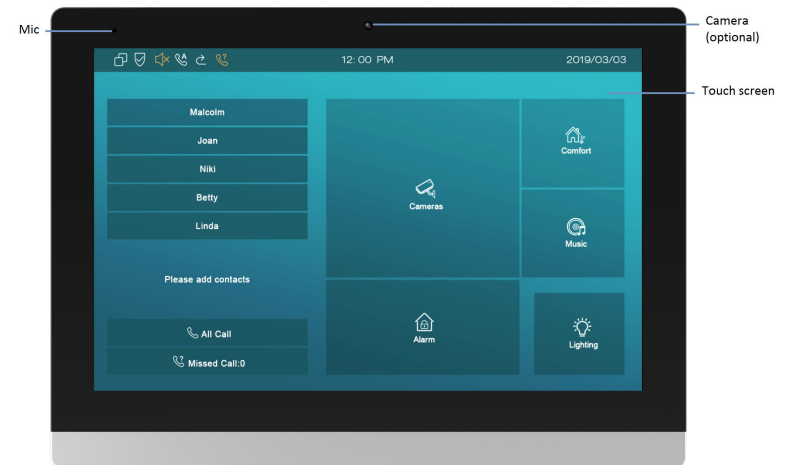 Mic
Camera
(optional)
12:00 PM
2019/03/03
Touch screen
Malcolm
Joan
Niki
Betty
Linda
Please add contacts
All Call
Missed Call:0
Cameras
Comfort
Music
Alarm
Lighting